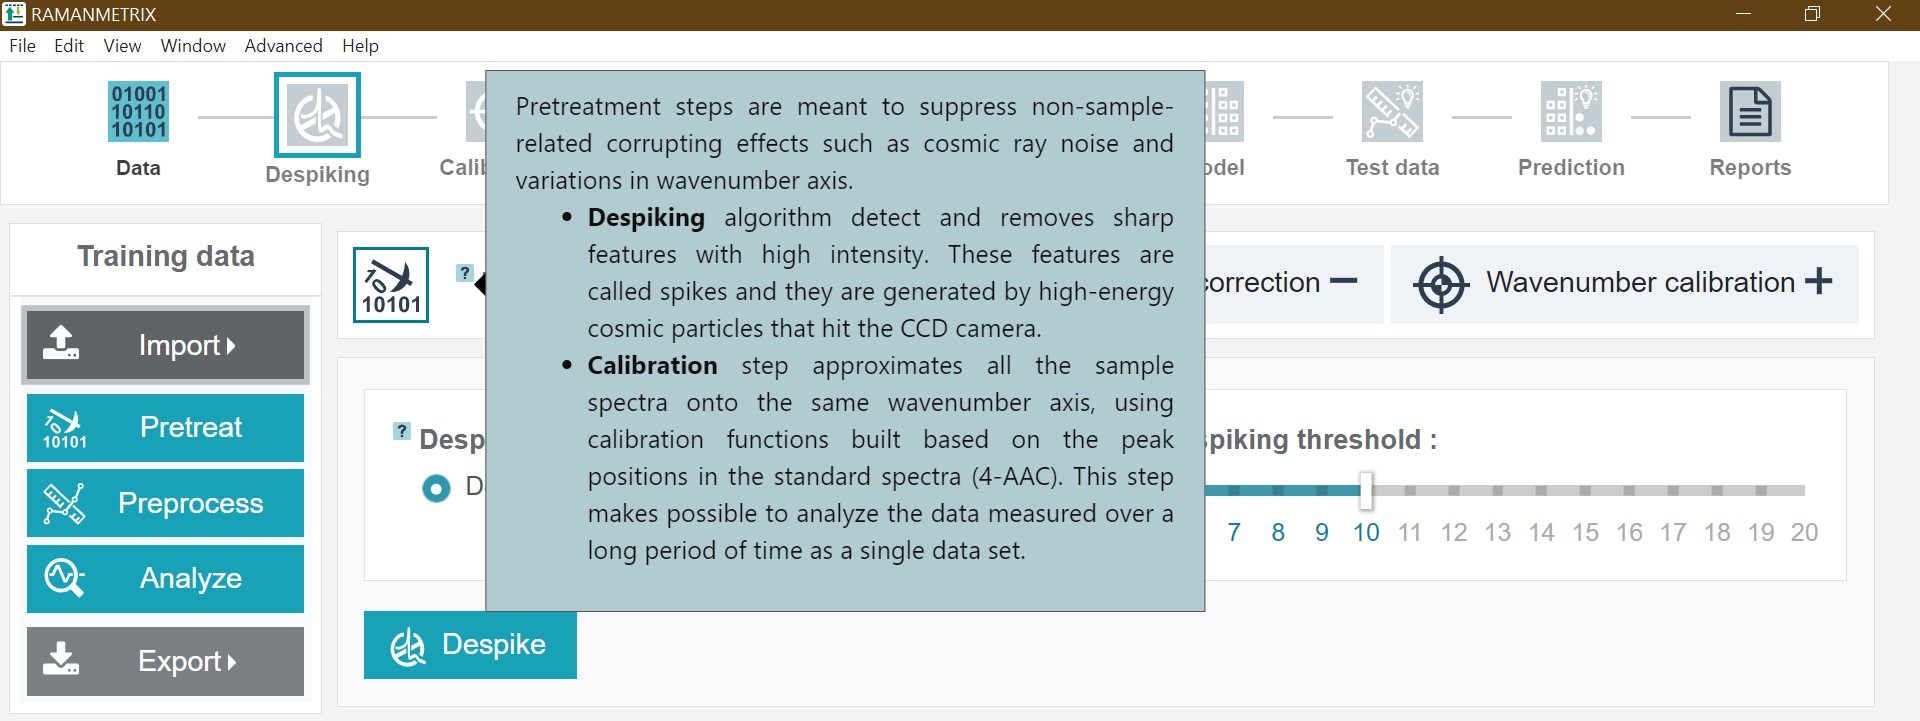 RAMANMETRIX
File Edit View Window Advanced Help
01001
10110
10101
Data
Despiking
Test data
Prediction
Reports
Training data
Import
10101
Pretreat
Preprocess
Analyze
Export
10101
?
Pretreatment steps are meant to suppress non-sample-
related corrupting effects such as cosmic ray noise and
variations in wavenumber axis.
• Despiking algorithm detect and removes sharp
features with high intensity. These features are
called spikes and they are generated by high-energy
cosmic particles that hit the CCD camera.
• Calibration step approximates all the sample
spectra onto the same wavenumber axis, using
calibration functions built based on the peak
positions in the standard spectra (4-AAC). This step
makes possible to analyze the data measured over a
long period of time as a single data set.
orrection −
Wavenumber calibration +
?
Desp
D
piking threshold :
7 8 9 10 11 12 13 14 15 16 17 18 19 20
Despike